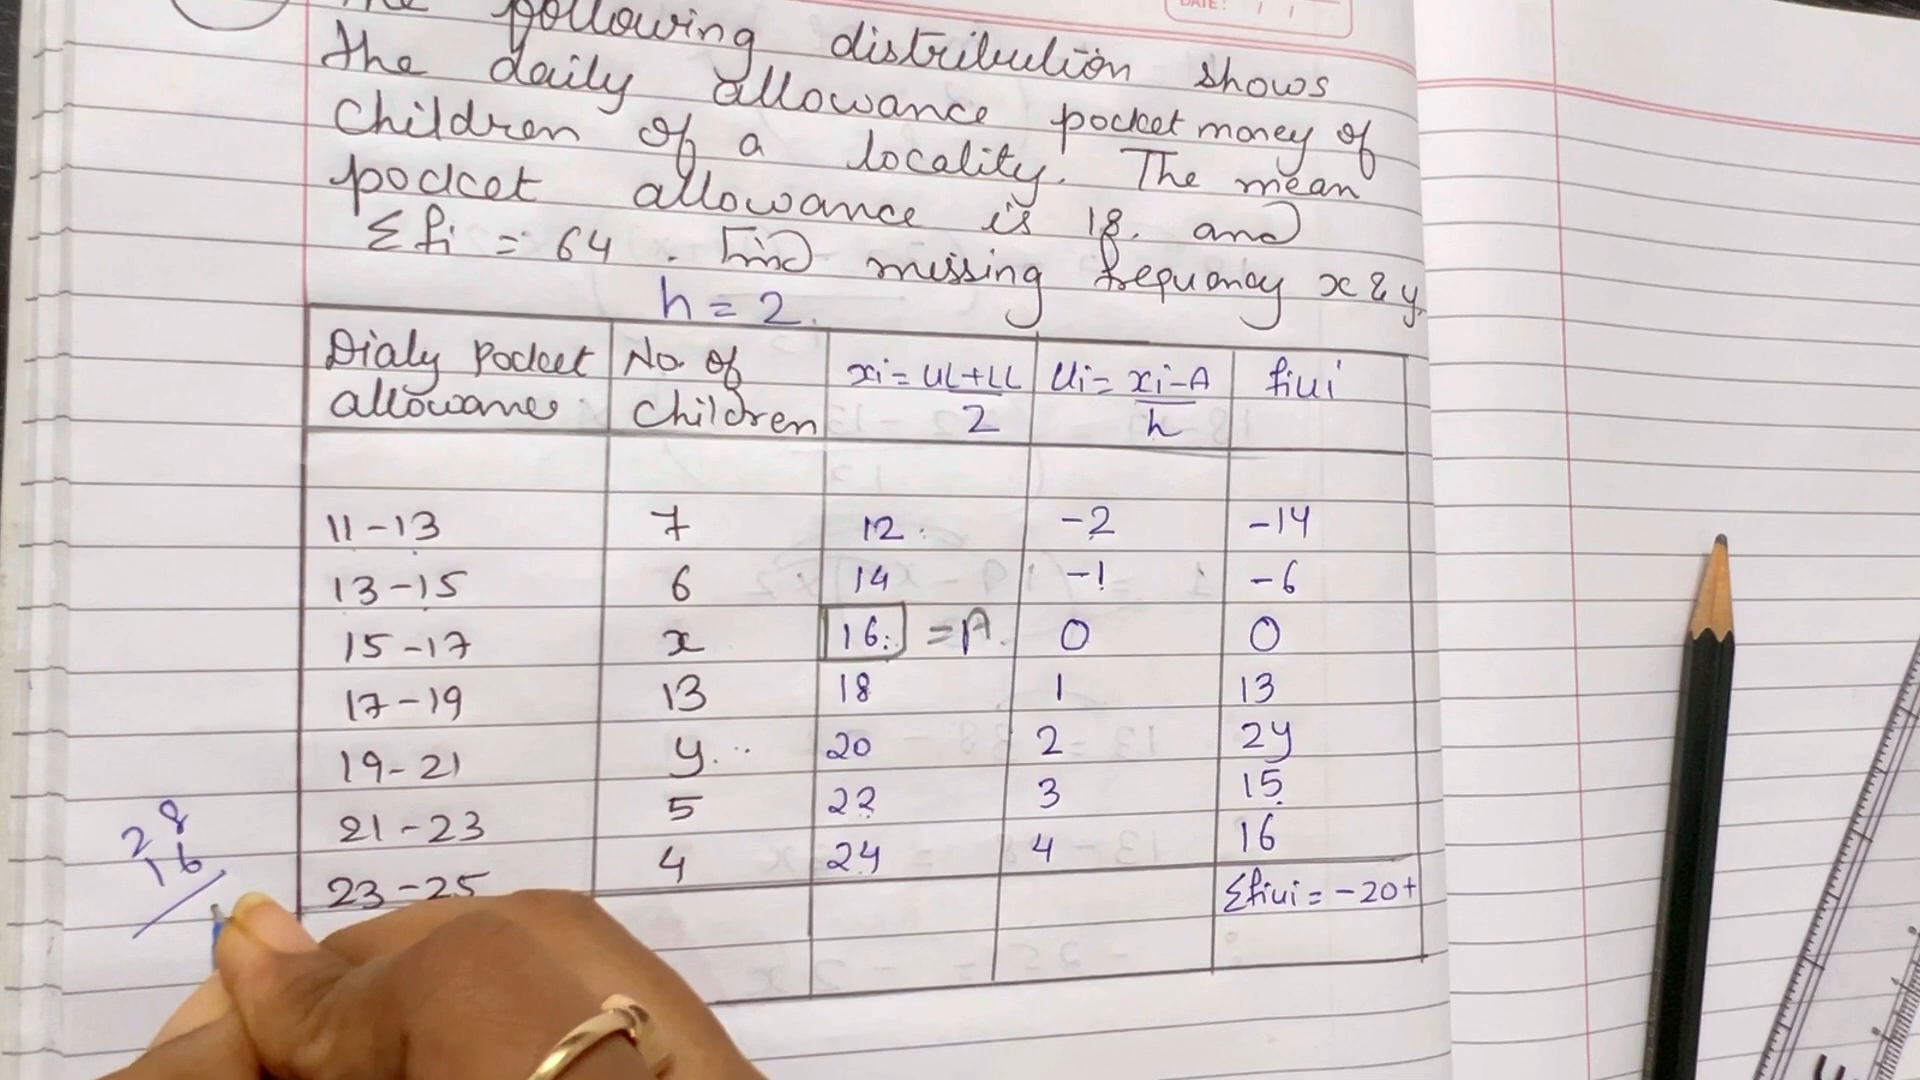 DATE: / /
following distribution shows
the daily allowance pocket money of
children of a locality. The mean
pocket allowance is 18. and
Σfi = 64. Find missing frequency x & y.
h = 2.
Dialy Pocket allowance No. of children xi = UL+LL/2 ui = xi-A/h fiui
11-13 7 12 -2 -14
13-15 6 14 -1 -6
15-17 x 16 = A. 0 0
17-19 13 18 1 13
19-21 y 20 2 2y
21-23 5 22 3 15
23-25 4 24 4 16
Σfiui = -20+
28
16